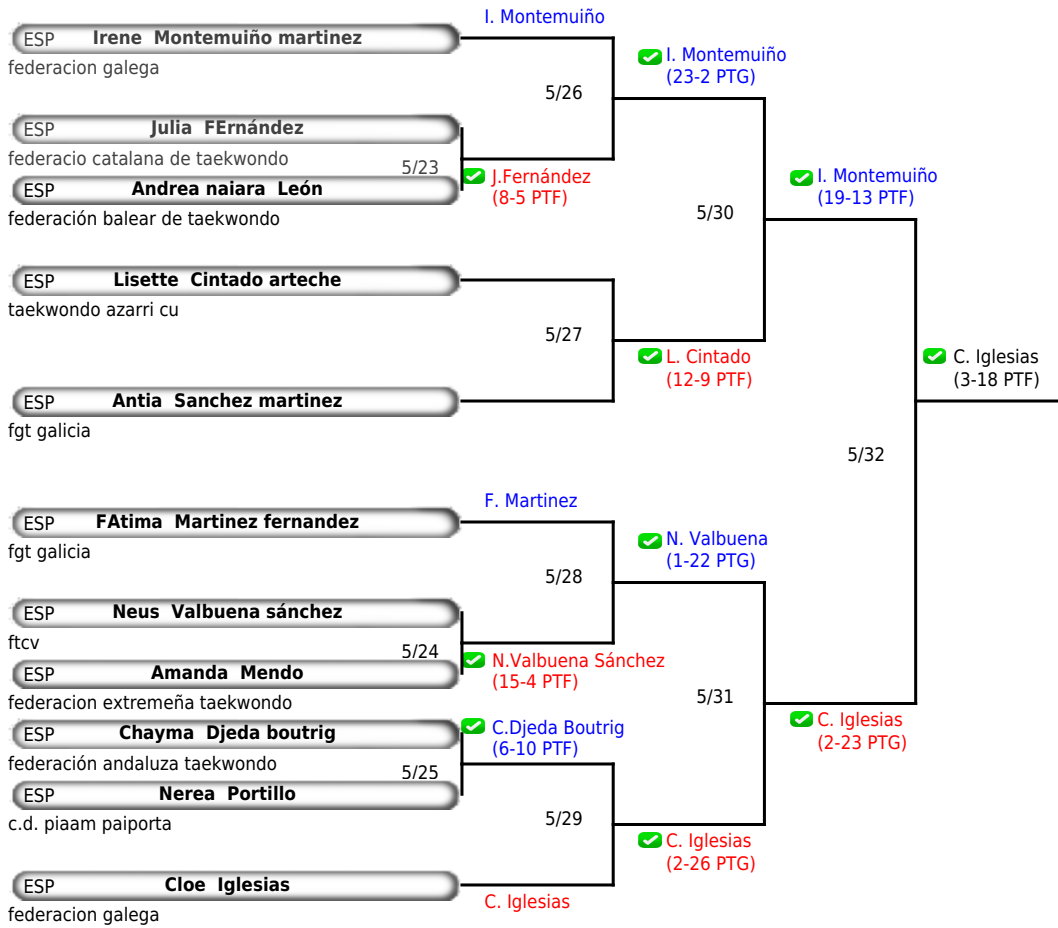 I. Montemuiño
ESP Irene Montemuiño martinez
federacion galega
I. Montemuiño
(23-2 PTG)
5/26
ESP Julia FErnández
federacio catalana de taekwondo
5/23
J.Fernández
(8-5 PTF)
ESP Andrea naiara León
federación balear de taekwondo
I. Montemuiño
(19-13 PTF)
5/30
ESP Lisette Cintado arteche
taekwondo azarri cu
5/27
L. Cintado
(12-9 PTF)
C. Iglesias
(3-18 PTF)
ESP Antia Sanchez martinez
fgt galicia
5/32
F. Martinez
ESP FAtima Martinez fernandez
fgt galicia
N. Valbuena
(1-22 PTG)
5/28
ESP Neus Valbuena sánchez
ftcv
5/24
N.Valbuena Sánchez
(15-4 PTF)
ESP Amanda Mendo
federacion extremeña taekwondo
5/31
C. Iglesias
(2-23 PTG)
ESP Chayma Djeda boutrig
federación andaluza taekwondo
C.Djeda Boutrig
(6-10 PTF)
5/25
ESP Nerea Portillo
c.d. piaam paiporta
5/29
C. Iglesias
(2-26 PTG)
ESP Cloe Iglesias
federacion galega
C. Iglesias